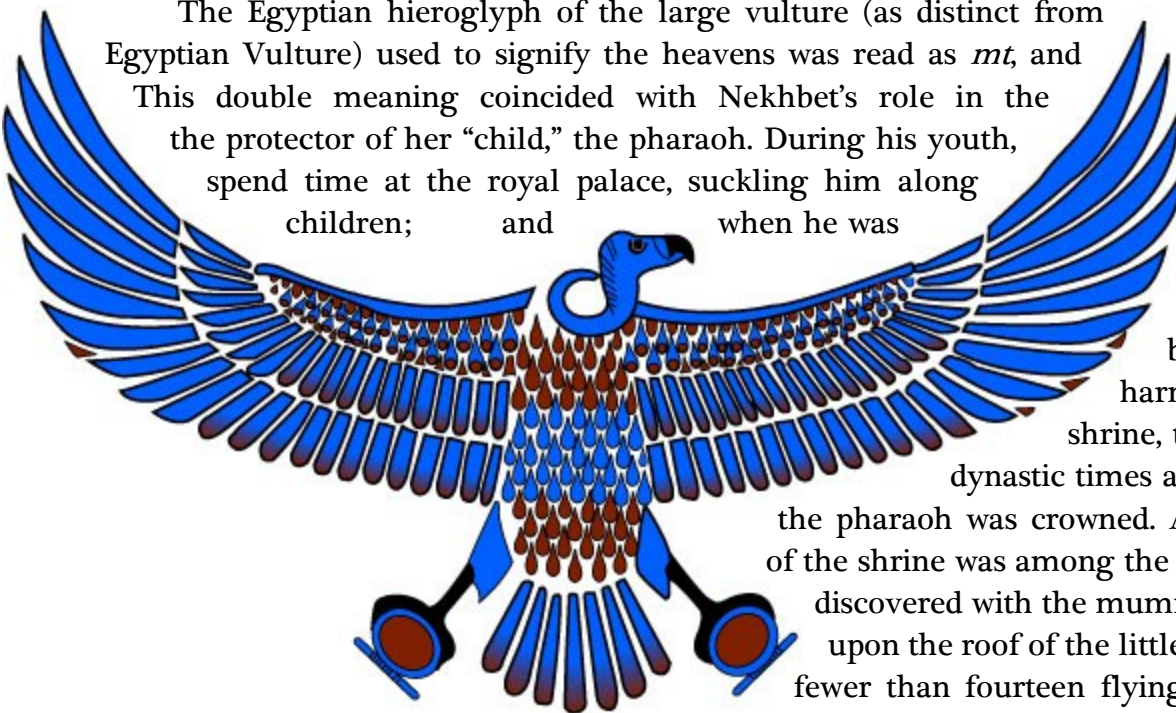 The Egyptian hieroglyph of the large vulture (as distinct from
Egyptian Vulture) used to signify the heavens was read as mt, and
This double meaning coincided with Nekhbet’s role in the
the protector of her “child,” the pharaoh. During his youth,
spend time at the royal palace, suckling him along
children; and when he was
shrine,
dynastic times
the pharaoh was crowned.
of the shrine was among the
discovered with the
upon the roof of the little
fewer than fourteen flying